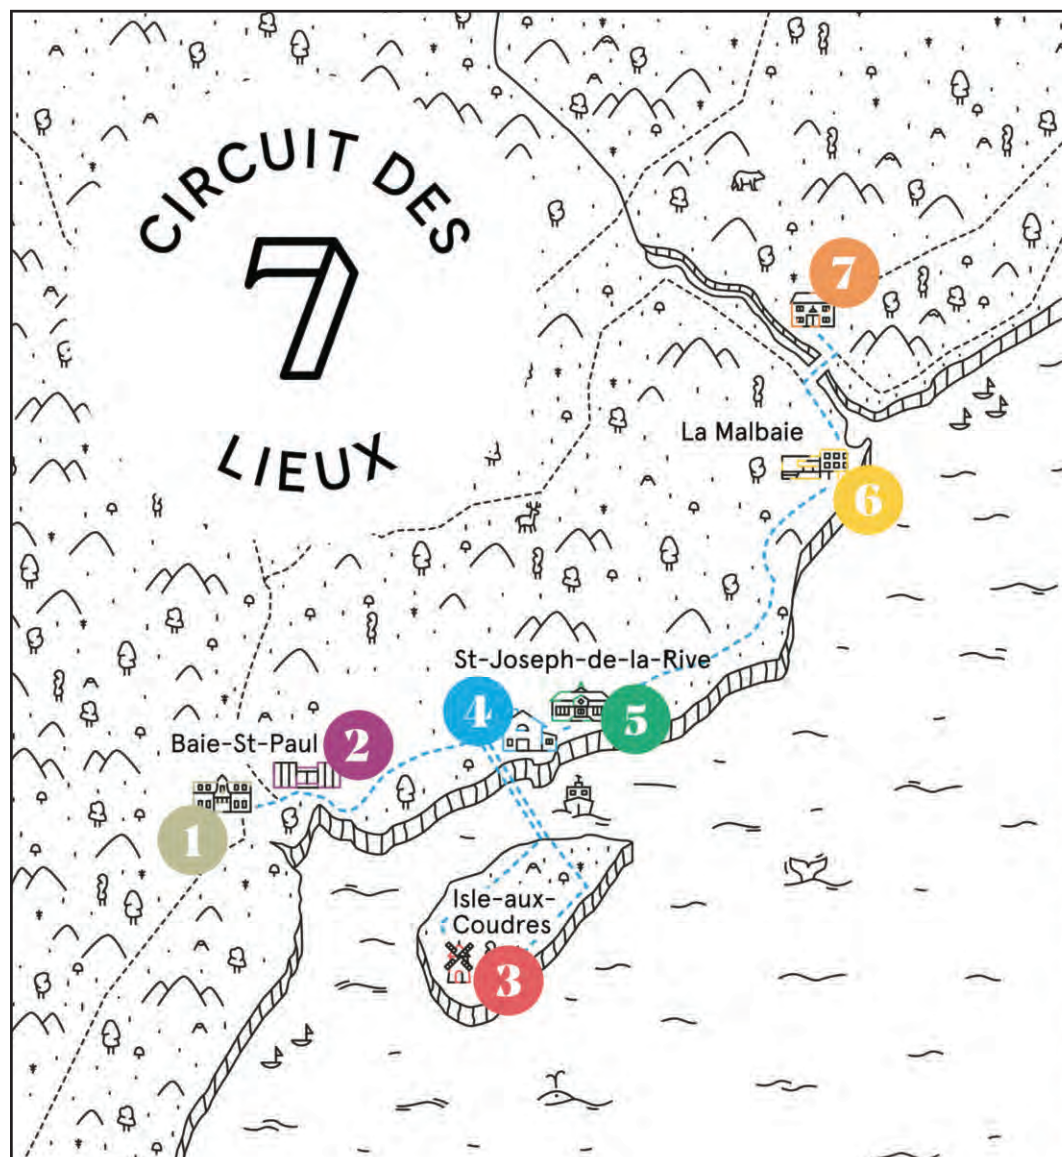 CIRCUIT DES
7
LIEUX
7
La Malbaie
6
St-Joseph-de-la-Rive
4
5
Baie-St-Paul
2
1
Isle-aux-
Coudres
3